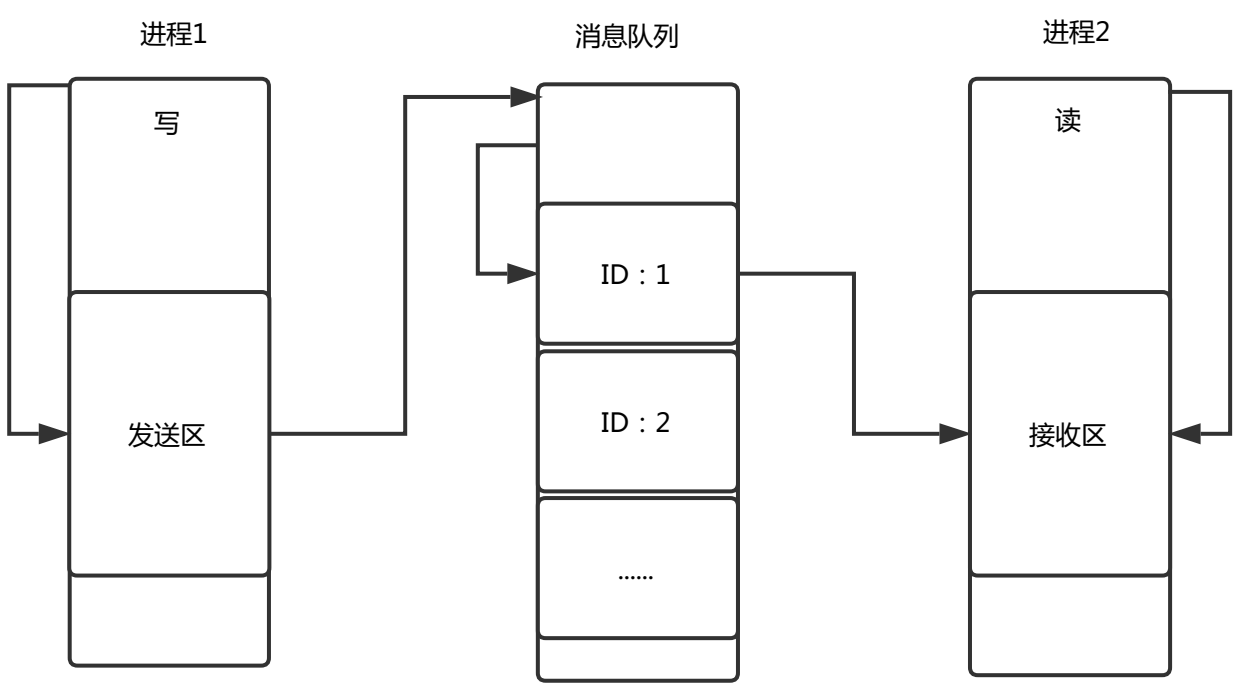 进程1
消息队列
进程2
写
读
ID：1
ID：2
发送区
接收区
......